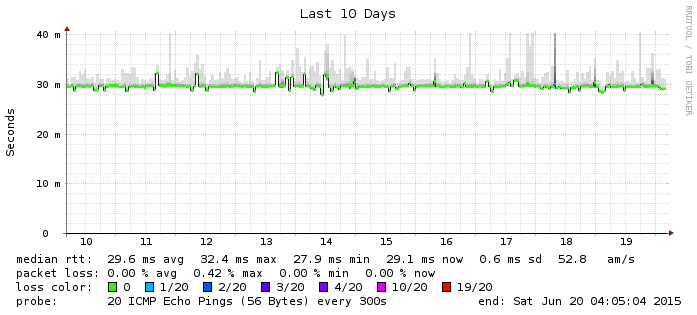 Last 10 Days
RRDTOOL / TOBI OETIKER
Seconds
40 m
30 m
20 m
10 m
0
10 11 12 13 14 15 16 17 18 19
median rtt: 29.6 ms avg 32.4 ms max 27.9 ms min 29.1 ms now 0.6 ms sd 52.8 am/s
packet loss: 0.00 % avg 0.42 % max 0.00 % min 0.00 % now
loss color: 0 1/20 2/20 3/20 4/20 10/20 19/20
probe: 20 ICMP Echo Pings (56 Bytes) every 300s end: Sat Jun 20 04:05:04 2015